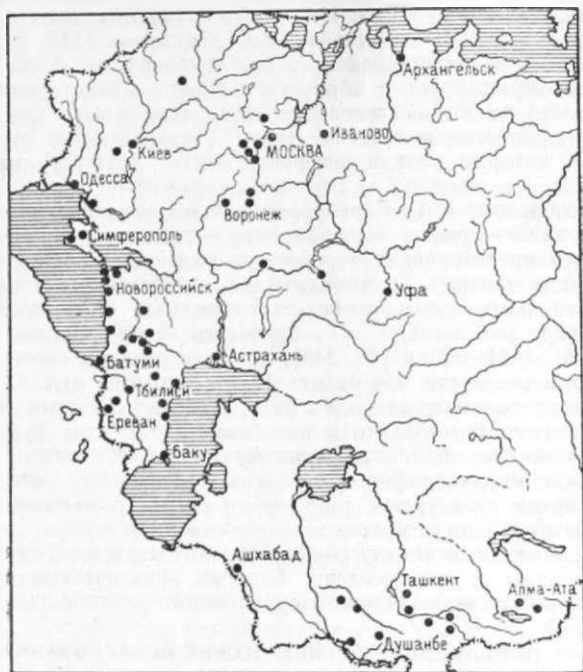 Архангельск
Иваново
МОСКВА
Киев
Одесса
Воронеж
Симферополь
Новороссийск
Уфа
Астрахань
Батуми
Тбилиси
Ереван
Баку
Ашхабад
Ташкент
Алма-Ата
Душанбе